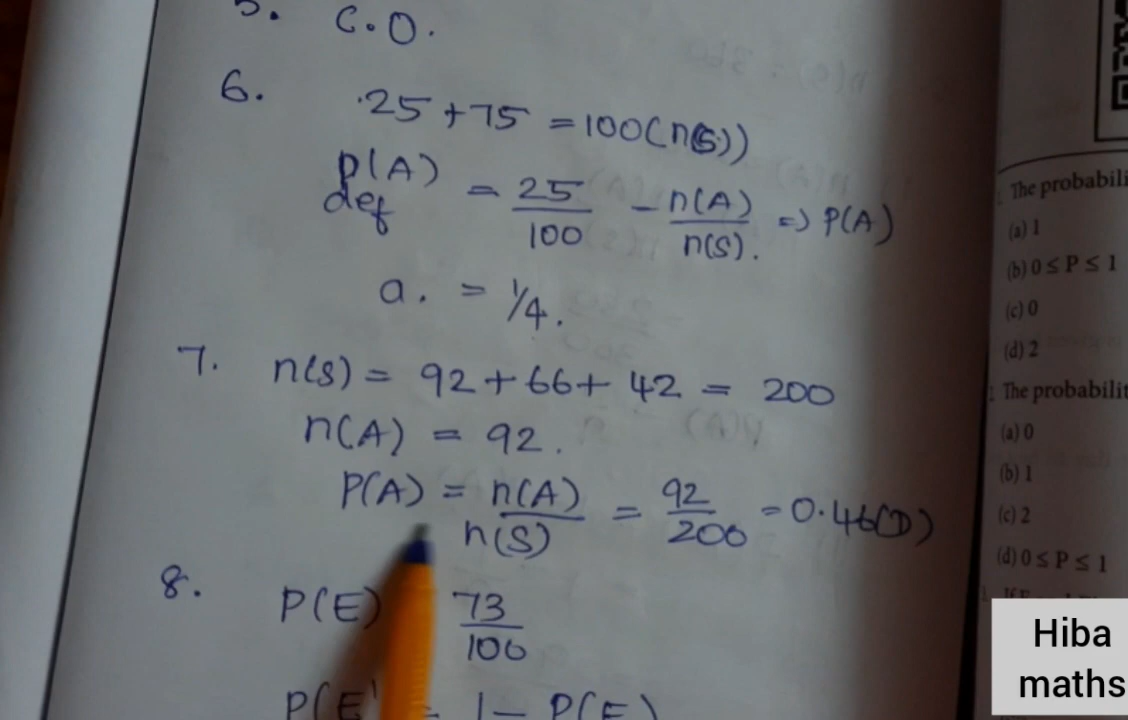 5. C.O.
6. 25 + 75 = 100(n(S))
P(A) = 25/100 - n(A)/n(S). => P(A)
def
a. = 1/4.
7. n(S) = 92 + 66 + 42 = 200
n(A) = 92.
P(A) = n(A)/n(S) = 92/200 = 0.46(D)
8. P(E) 73/100
P(E' = 1 - P(E)
The probabili
(a) 1
(b) 0 ≤ P ≤ 1
(c) 0
(d) 2
The probabilit
(a) 0
(b) 1
(c) 2
(d) 0 ≤ P ≤ 1
Hiba
maths